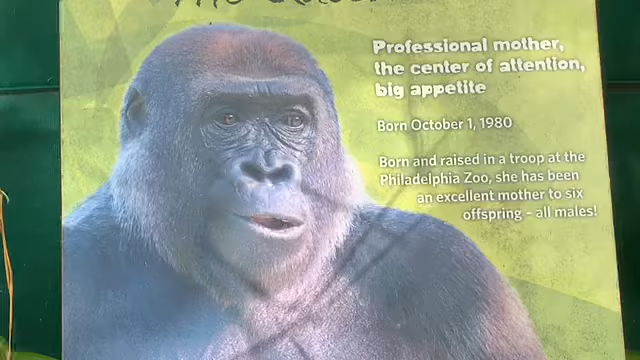 Professional mother,
the center of attention,
big appetite
Born October 1, 1980
Born and raised in a troop at the
Philadelphia Zoo, she has been
an excellent mother to six
offspring – all males!